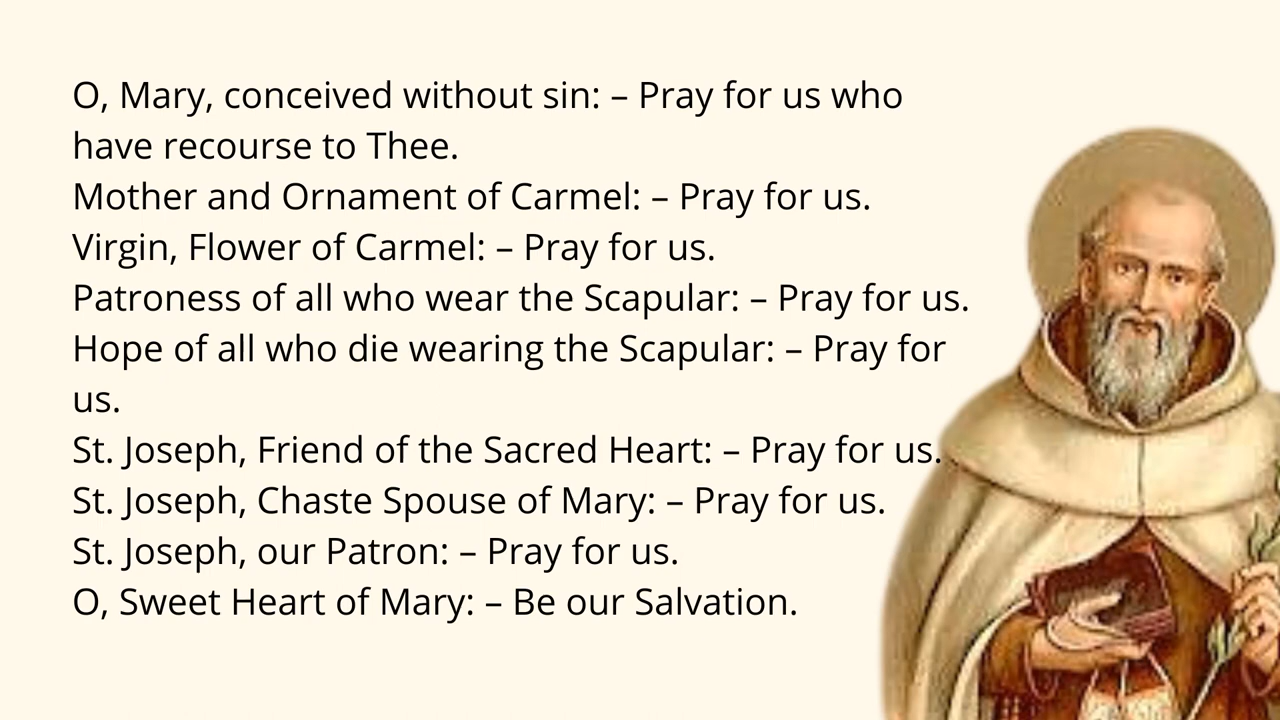 O, Mary, conceived without sin: – Pray for us who
have recourse to Thee.
Mother and Ornament of Carmel: – Pray for us.
Virgin, Flower of Carmel: – Pray for us.
Patroness of all who wear the Scapular: – Pray for us.
Hope of all who die wearing the Scapular: – Pray for
us.
St. Joseph, Friend of the Sacred Heart: – Pray for us.
St. Joseph, Chaste Spouse of Mary: – Pray for us.
St. Joseph, our Patron: – Pray for us.
O, Sweet Heart of Mary: – Be our Salvation.